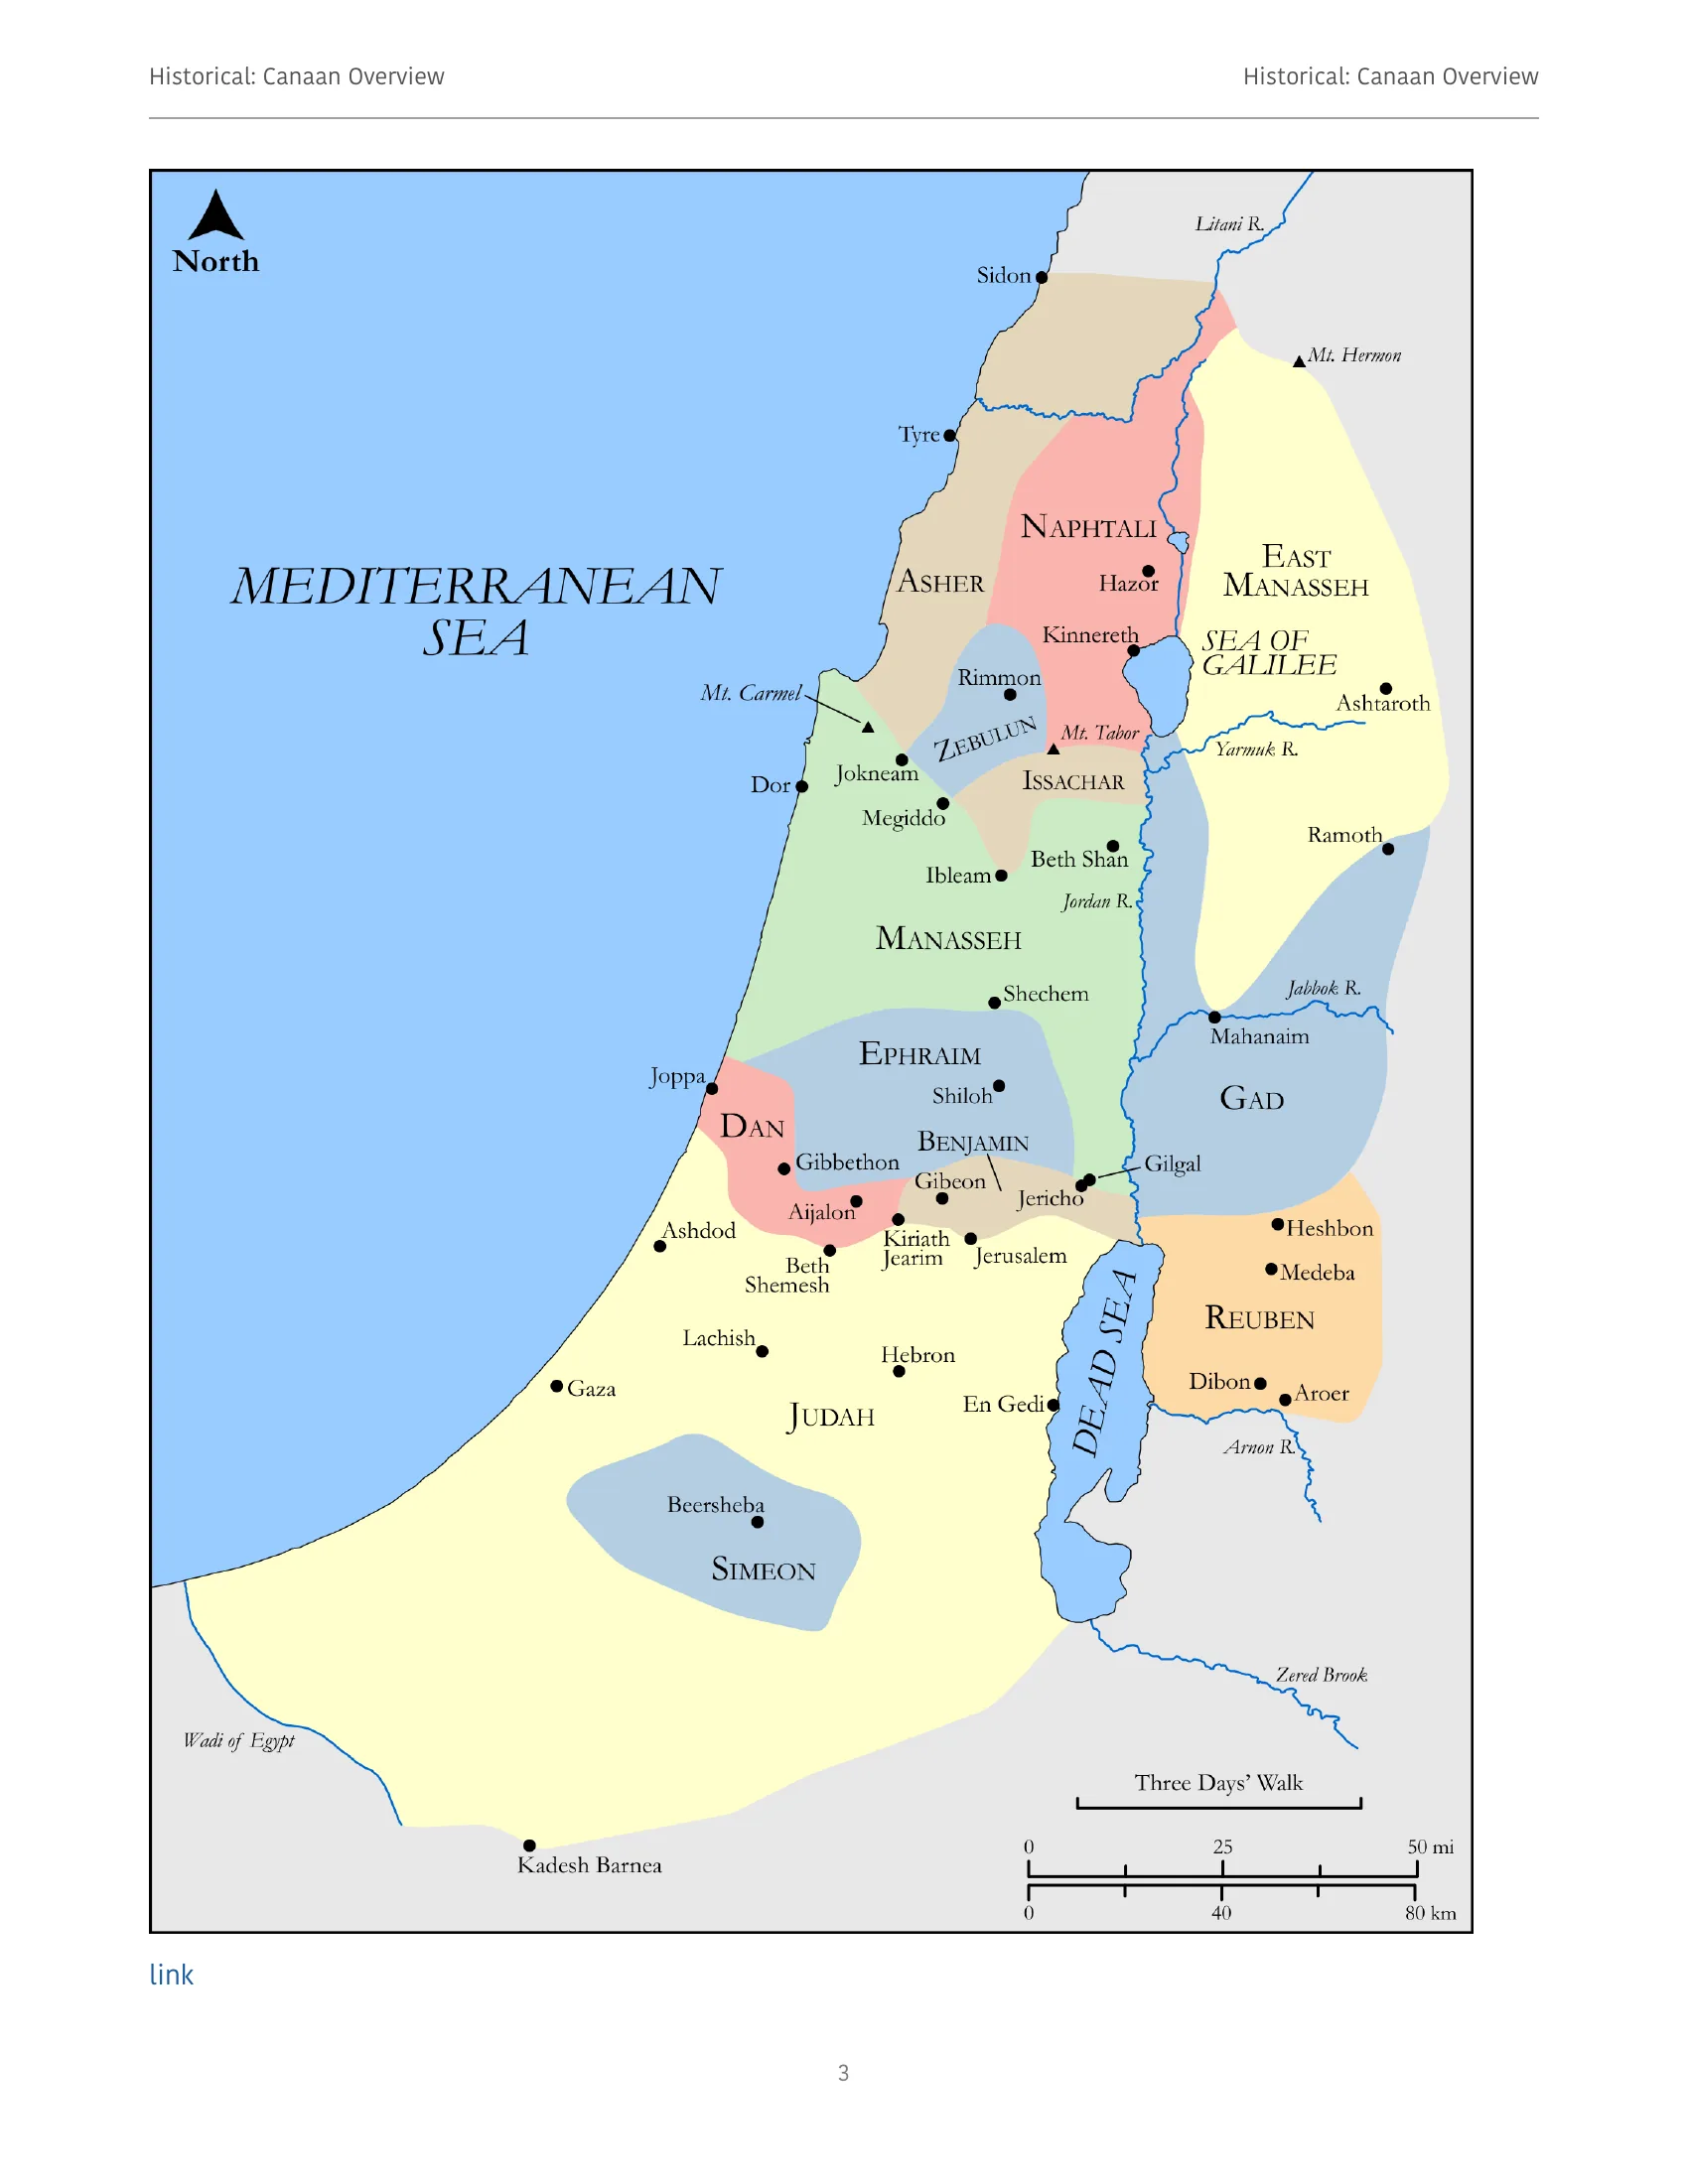 Historical: Canaan Overview
Historical: Canaan Overview
North
Litani R.
Sidon
Mt. Hermon
Tyre
NAPHTALI
EAST
MANASSEH
ASHER
Hazor
MEDITERRANEAN
SEA
Kinnereth
SEA OF
GALILEE
Rimmon
Mt. Carmel
Ashtaroth
ZEBULUN
Mt. Tabor
Yarmuk R.
Jokneam
ISSACHAR
Dor
Megiddo
Ramoth
Beth Shan
Ibleam
Jordan R.
MANASSEH
Shechem
Jabbok R.
Mahanaim
EPHRAIM
Joppa
Shiloh
GAD
DAN
BENJAMIN
Gibbethon
Gilgal
Gibeon
Jericho
Aijalon
Ashdod
Heshbon
Kiriath
Jearim
Jerusalem
Beth
Shemesh
Medeba
DEAD SEA
REUBEN
Lachish
Hebron
Gaza
Dibon
Aroer
En Gedi
JUDAH
Arnon R.
Beersheba
SIMEON
Zered Brook
Wadi of Egypt
Three Days’ Walk
0 25 50 mi
Kadesh Barnea
0 40 80 km
link
3